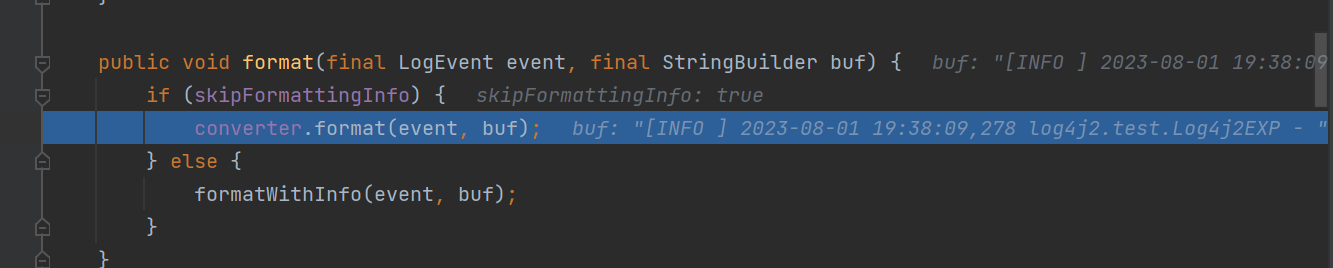 }
public void format(final LogEvent event, final StringBuilder buf) { buf: "[INFO ] 2023-08-01 19:38:09
if (skipFormattingInfo) { skipFormattingInfo: true
converter.format(event, buf); buf: "[INFO ] 2023-08-01 19:38:09,278 log4j2.test.Log4j2EXP - "
} else {
formatWithInfo(event, buf);
}
}